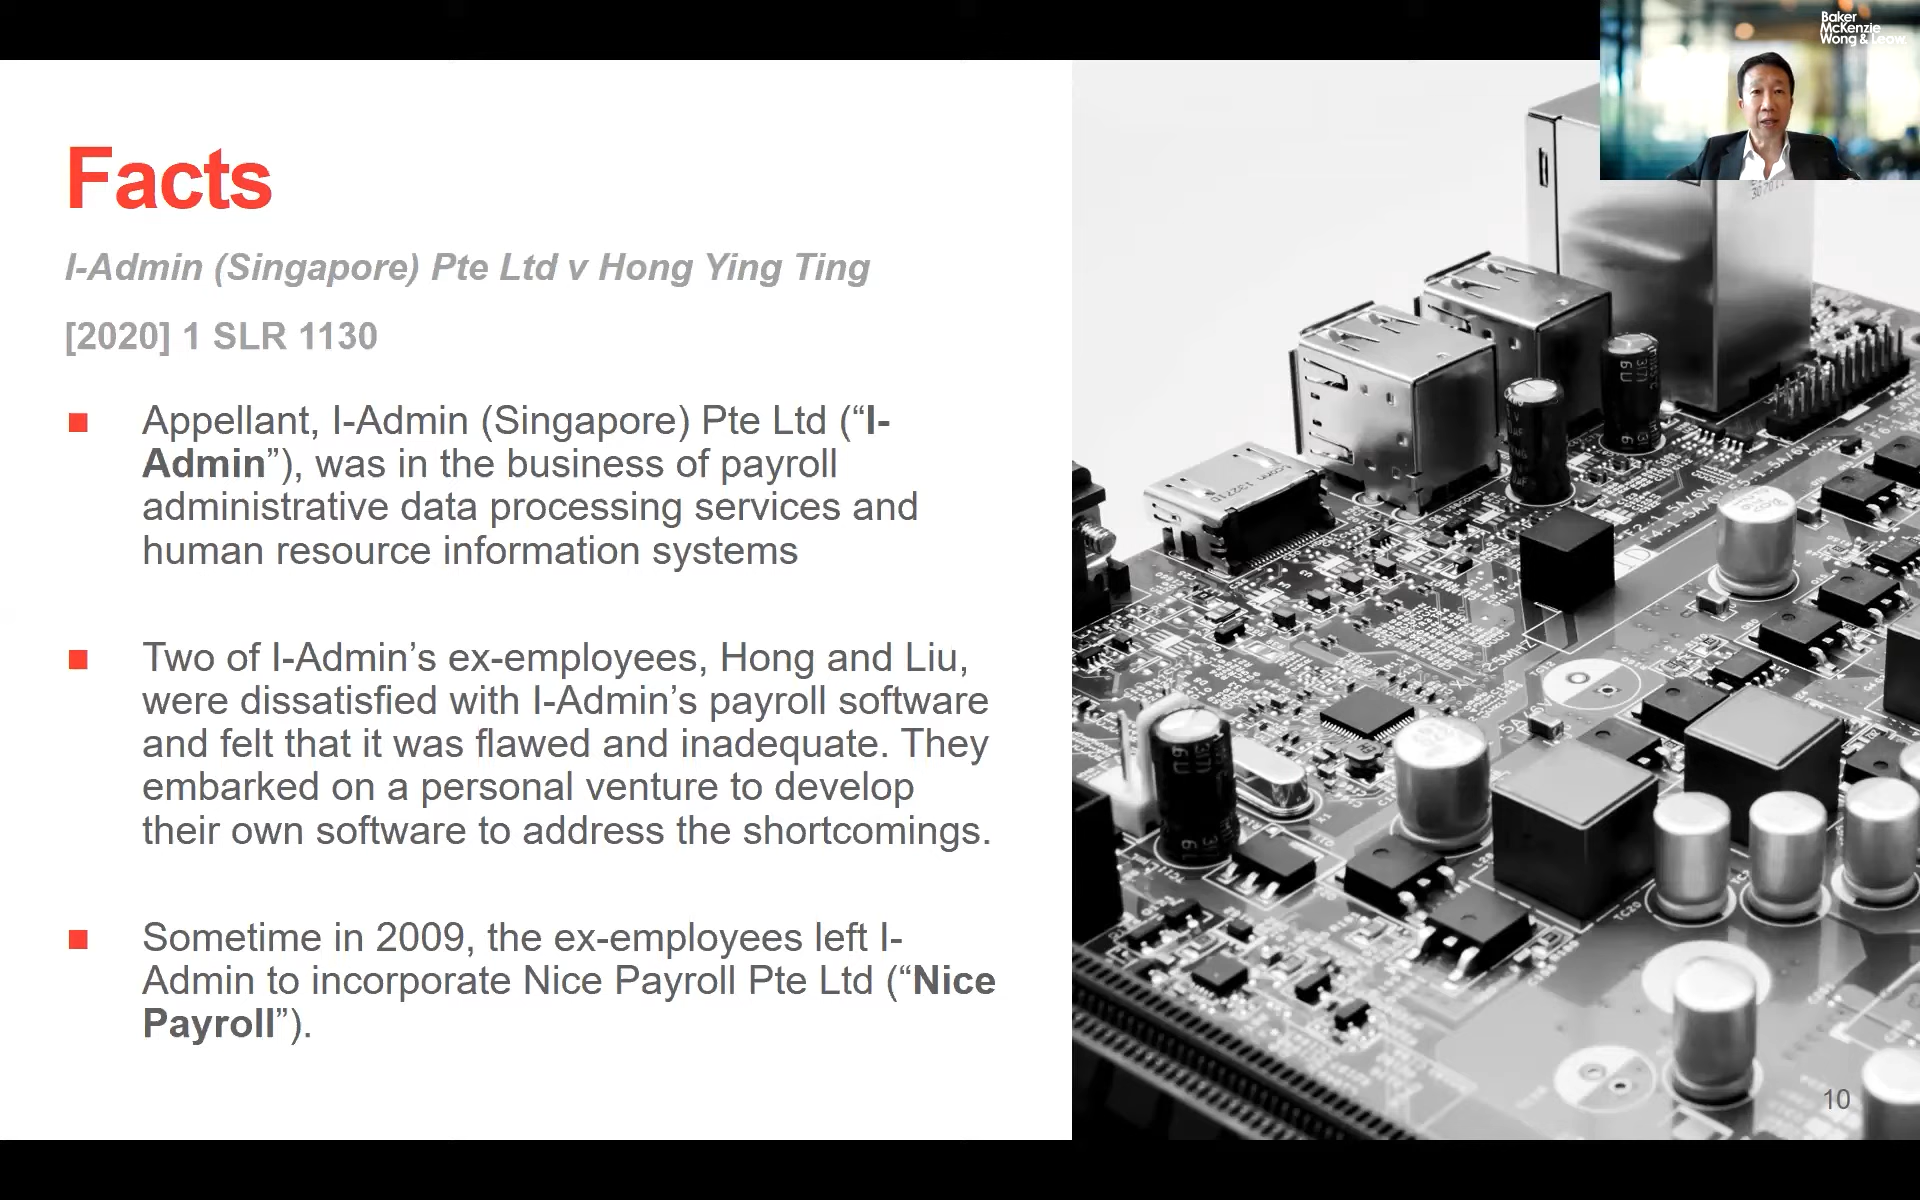 Baker
McKenzie
Wong & Leow
Facts
I-Admin (Singapore) Pte Ltd v Hong Ying Ting
[2020] 1 SLR 1130
Appellant, I-Admin (Singapore) Pte Ltd (“I-
Admin”), was in the business of payroll
administrative data processing services and
human resource information systems
Two of I-Admin’s ex-employees, Hong and Liu,
were dissatisfied with I-Admin’s payroll software
and felt that it was flawed and inadequate. They
embarked on a personal venture to develop
their own software to address the shortcomings.
Sometime in 2009, the ex-employees left I-
Admin to incorporate Nice Payroll Pte Ltd (“Nice
Payroll”).
10